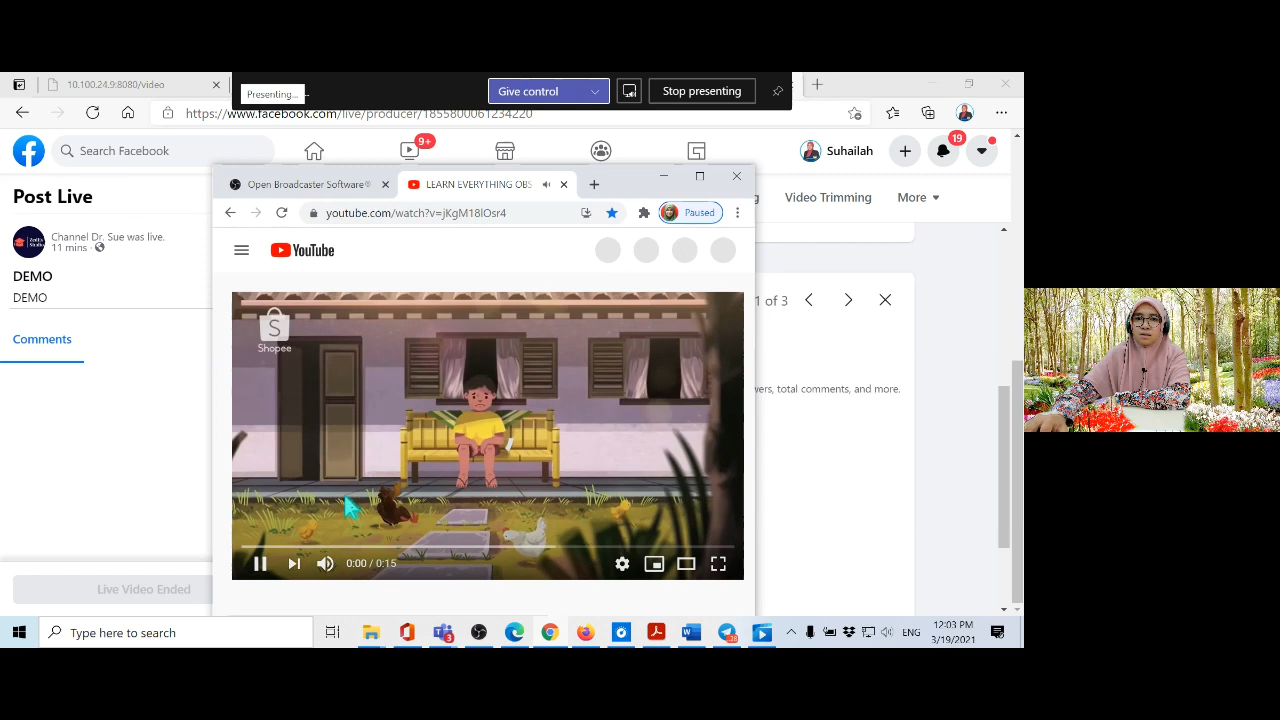 10.100.24.9:8080/video
Presenting...
Give control
Stop presenting
https://www.facebook.com/live/producer/1855800061234220
Search Facebook
9+
Suhailah
19
Post Live
Open Broadcaster Software®
LEARN EVERYTHING OBS
Video Trimming
More
youtube.com/watch?v=jKgM18lOsr4
Paused
Channel Dr. Sue was live.
11 mins ·
YouTube
DEMO
DEMO
1 of 3
S
Shopee
Comments
wers, total comments, and more.
0:00 / 0:15
Live Video Ended
Type here to search
3
28
ENG
12:03 PM
3/19/2021